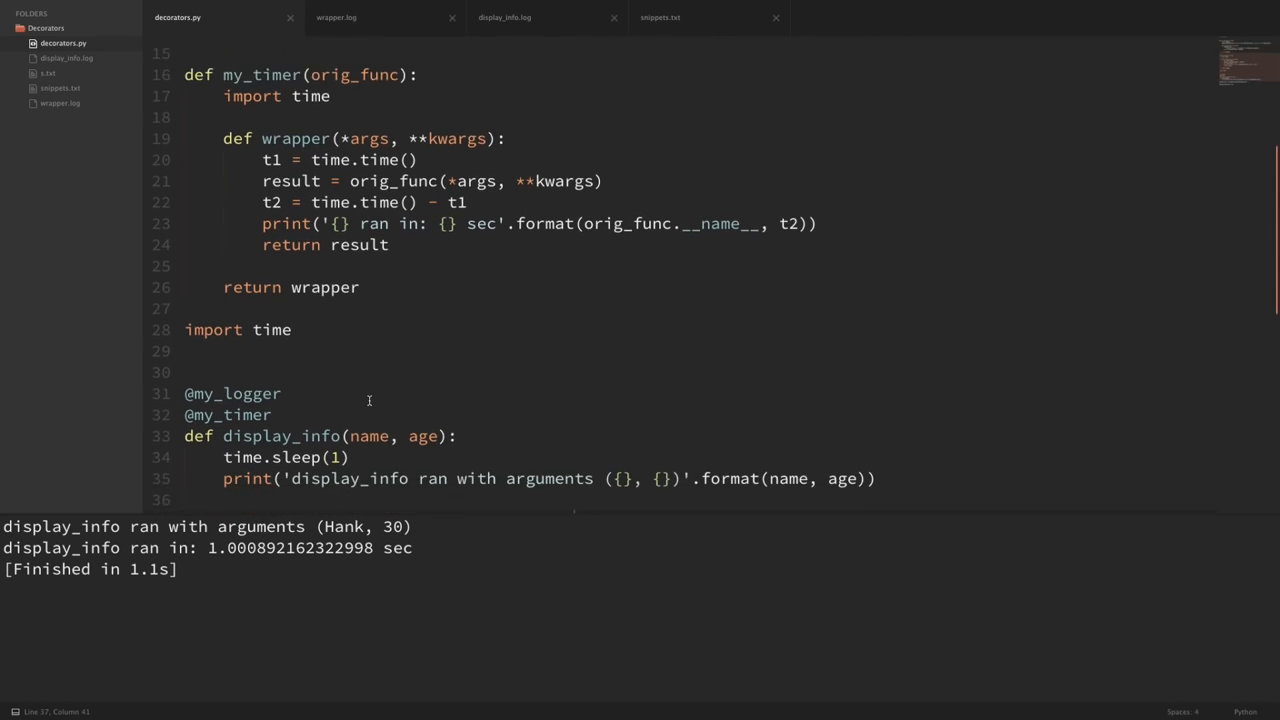 FOLDERS
Decorators
decorators.py
display_info.log
s.txt
snippets.txt
wrapper.log
decorators.py
wrapper.log
display_info.log
snippets.txt
15
16 def my_timer(orig_func):
17     import time
18
19     def wrapper(*args, **kwargs):
20         t1 = time.time()
21         result = orig_func(*args, **kwargs)
22         t2 = time.time() - t1
23         print('{} ran in: {} sec'.format(orig_func.__name__, t2))
24         return result
25
26     return wrapper
27
28 import time
29
30
31 @my_logger
32 @my_timer
33 def display_info(name, age):
34     time.sleep(1)
35     print('display_info ran with arguments ({}, {})'.format(name, age))
36
display_info ran with arguments (Hank, 30)
display_info ran in: 1.000892162322998 sec
[Finished in 1.1s]
Line 37, Column 41
Spaces: 4
Python